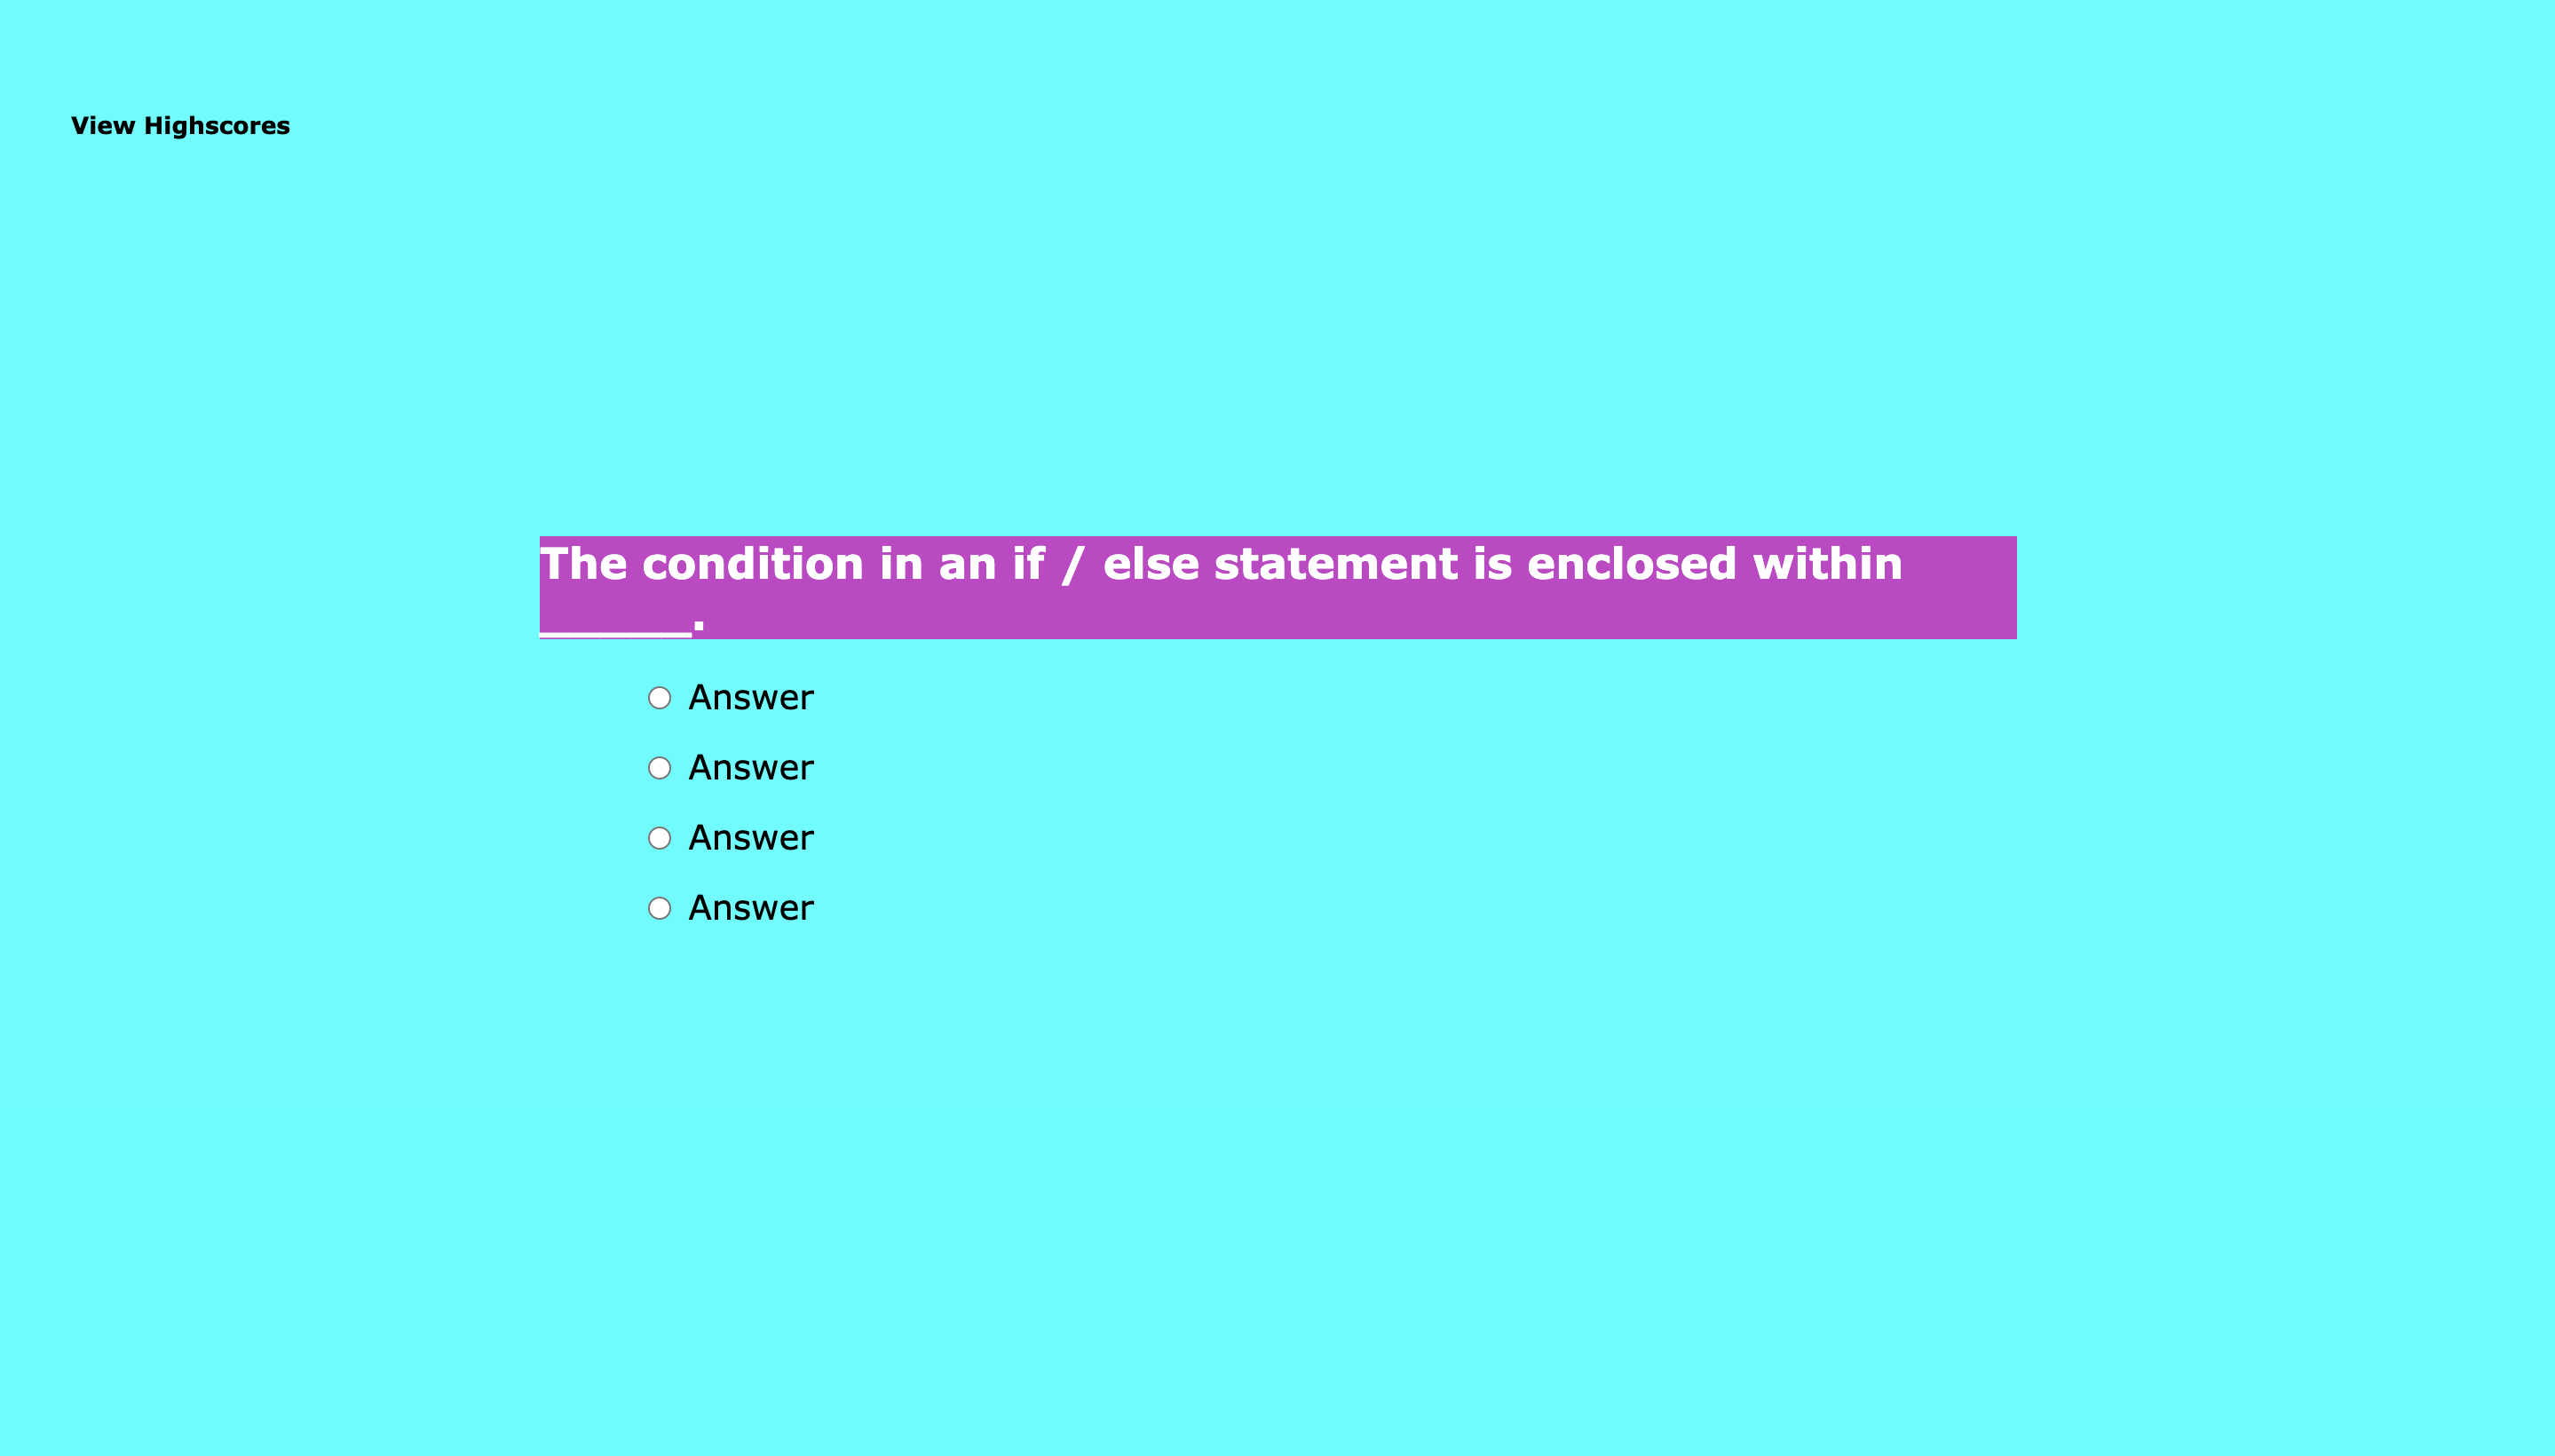 View Highscores
The condition in an if / else statement is enclosed within
______.
Answer
Answer
Answer
Answer